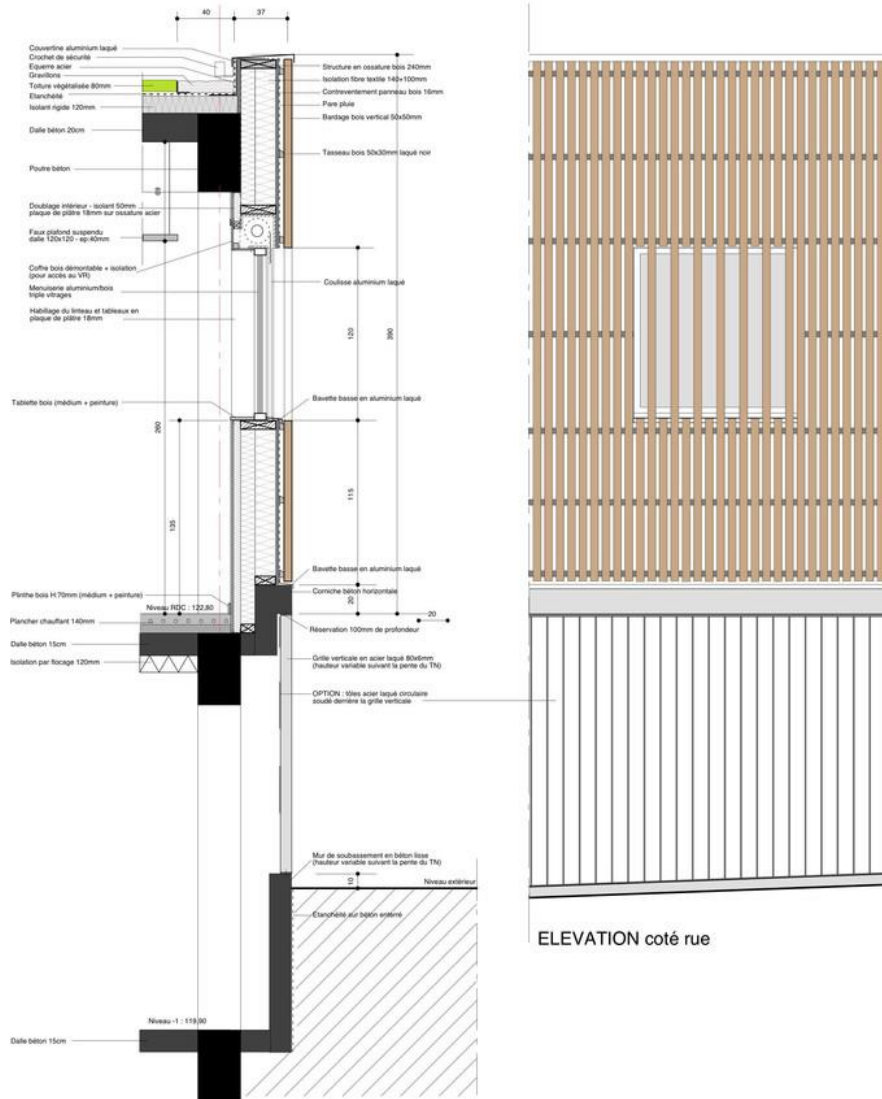 40
37
Couvertine aluminium laqué
Crochet de sécurité
Equerre acier
Gravillons
Toiture végétalisée 80mm
Etanchéité
Isolant rigide 120mm
Dalle béton 20cm
Poutre béton
69
Doublage intérieur - isolant 50mm
plaque de plâtre 18mm sur ossature acier
Faux plafond suspendu
dalle 120x120 - ep:40mm
Coffre bois démontable + isolation
(pour accès au VR)
Menuiserie aluminium/bois
triple vitrages
Habillage du linteau et tableaux en
plaque de plâtre 18mm
Tablette bois (médium + peinture)
260
135
Plinthe bois H:70mm (médium + peinture)
Niveau RDC : 122,80
Plancher chauffant 140mm
Dalle béton 15cm
Isolation par flocage 120mm
Structure en ossature bois 240mm
Isolation fibre textile 140+100mm
Contreventement panneau bois 16mm
Pare pluie
Bardage bois vertical 50x50mm
Tasseau bois 50x30mm laqué noir
Coulisse aluminium laqué
120
390
Bavette basse en aluminium laqué
115
Bavette basse en aluminium laqué
Corniche béton horizontale
20
20
Réservation 100mm de profondeur
Grille verticale en acier laqué 80x6mm
(hauteur variable suivant la pente du TN)
OPTION : tôles acier laqué circulaire
soudé derrière la grille verticale
Mur de soubassement en béton lisse
(hauteur variable suivant la pente du TN)
10
Niveau extérieur
Etanchéité sur béton enterré
Niveau -1 : 119,90
Dalle béton 15cm
ELEVATION coté rue